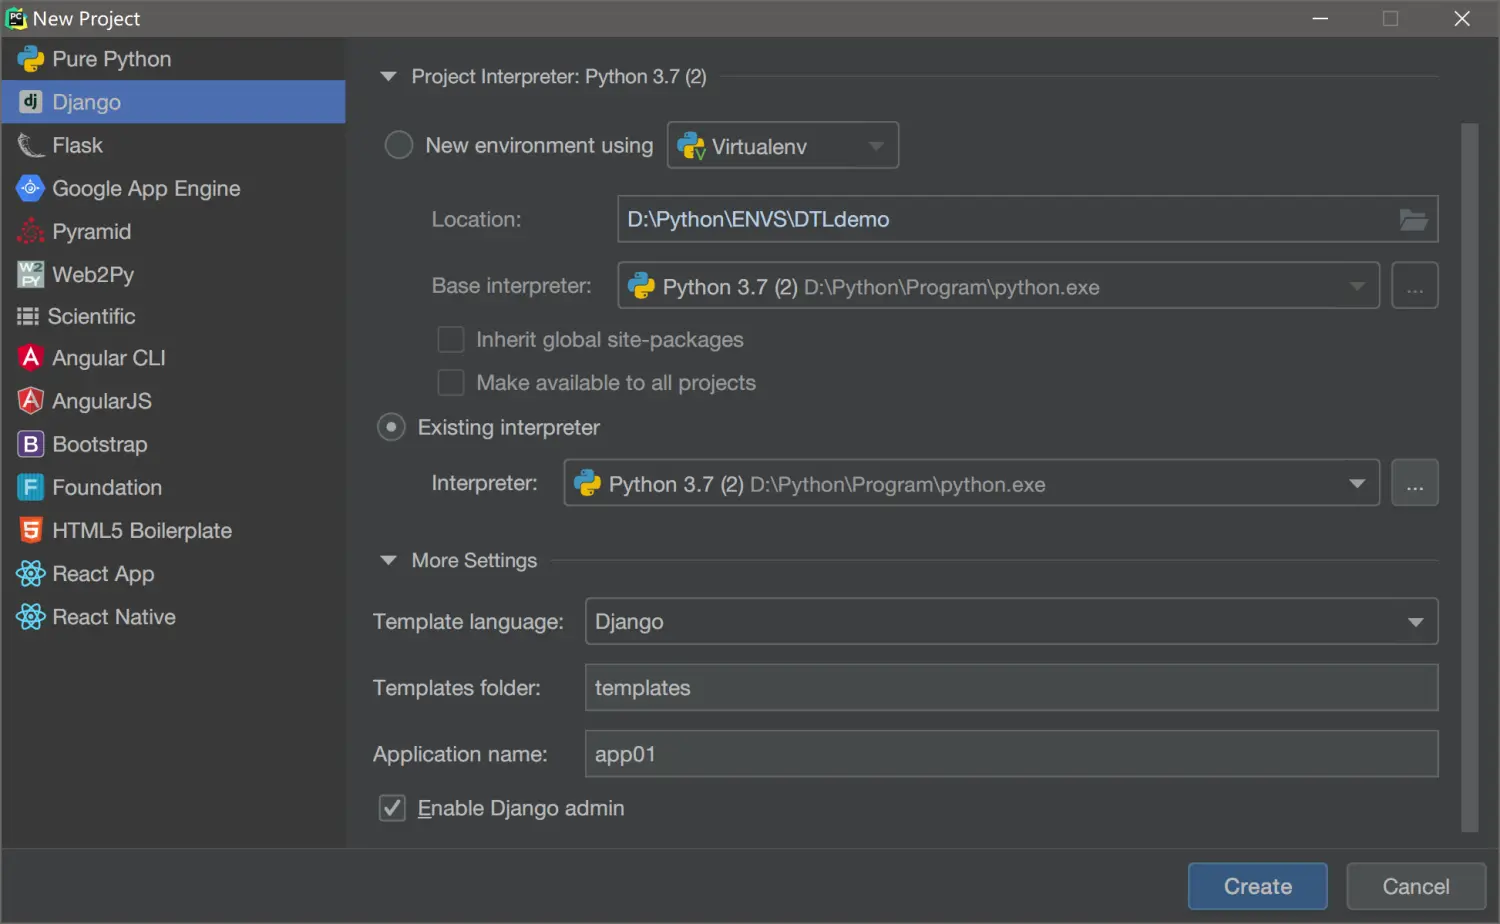 New Project
Pure Python
Django
Flask
Google App Engine
Pyramid
Web2Py
Scientific
Angular CLI
AngularJS
Bootstrap
Foundation
HTML5 Boilerplate
React App
React Native
Project Interpreter: Python 3.7 (2)
New environment using Virtualenv
Location: D:\Python\ENVS\DTLdemo
Base interpreter: Python 3.7 (2) D:\Python\Program\python.exe ...
Inherit global site-packages
Make available to all projects
Existing interpreter
Interpreter: Python 3.7 (2) D:\Python\Program\python.exe ...
More Settings
Template language: Django
Templates folder: templates
Application name: app01
Enable Django admin
Create Cancel